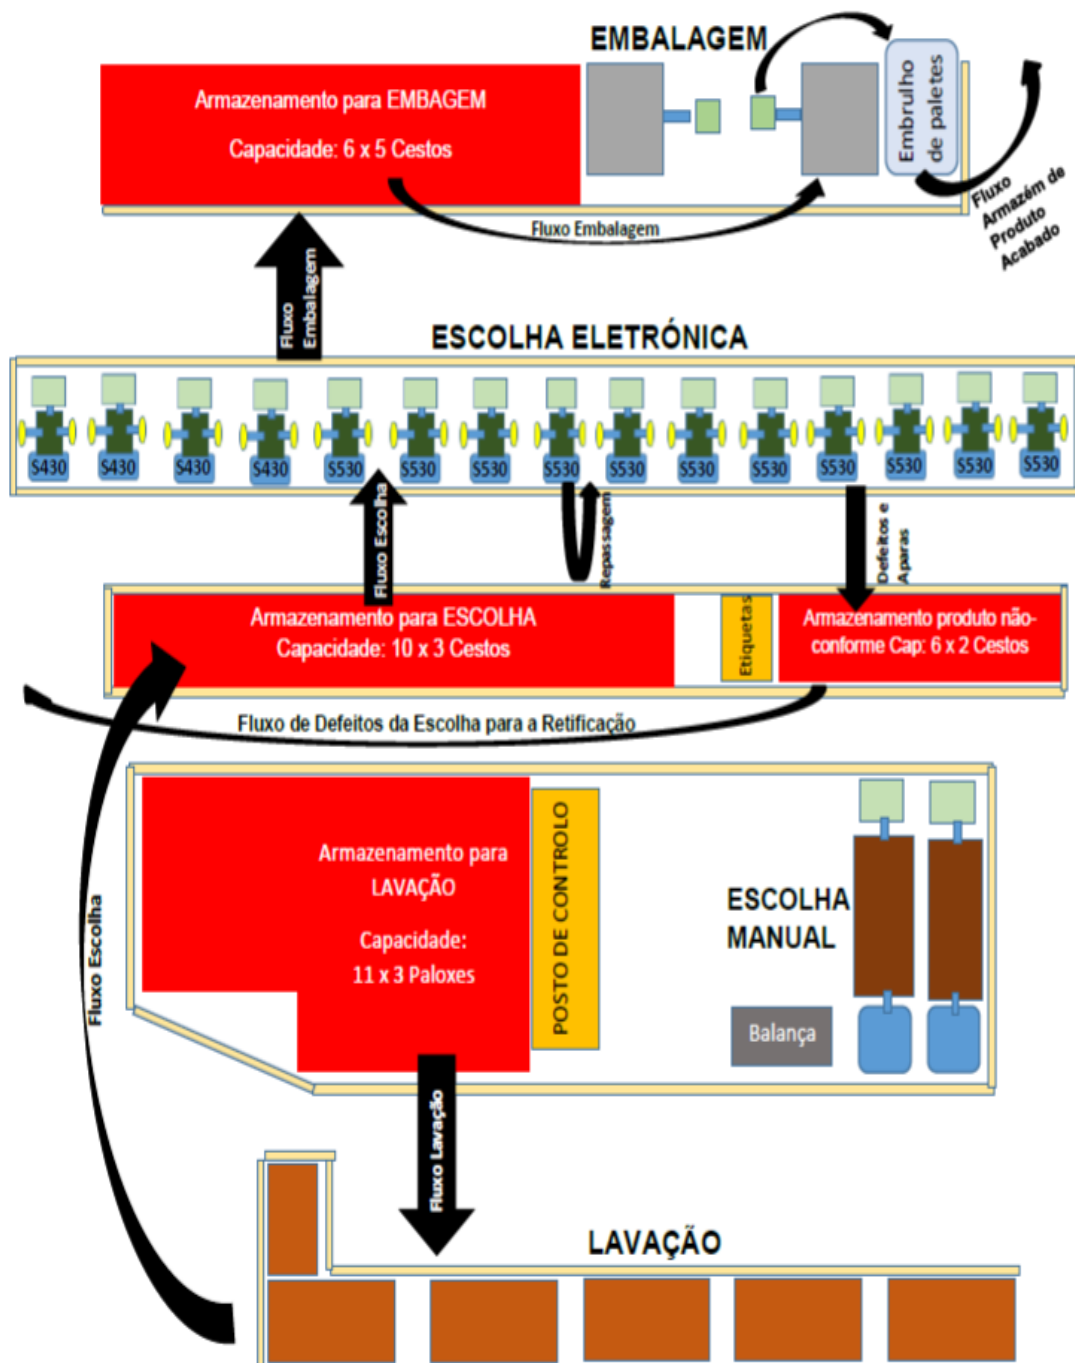 EMBALAGEM
Armazenamento para EMBAGEM
Capacidade: 6 x 5 Cestos
Embrulho
de paletes
Fluxo
Armazém de
Produto
Acabado
Fluxo Embalagem
Fluxo
Embalagem
ESCOLHA ELETRÓNICA
S430
S430
S430
S430
S530
S530
S530
S530
S530
S530
S530
S530
S530
S530
S530
Fluxo Escolha
Repassagem
Defeitos e
Aparas
Armazenamento para ESCOLHA
Capacidade: 10 x 3 Cestos
Etiquetas
Armazenamento produto não-
conforme Cap: 6 x 2 Cestos
Fluxo de Defeitos da Escolha para a Retificação
Armazenamento para
LAVAÇÃO
Capacidade:
11 x 3 Paloxes
POSTO DE CONTROLO
ESCOLHA
MANUAL
Balança
Fluxo Escolha
Fluxo Lavação
LAVAÇÃO